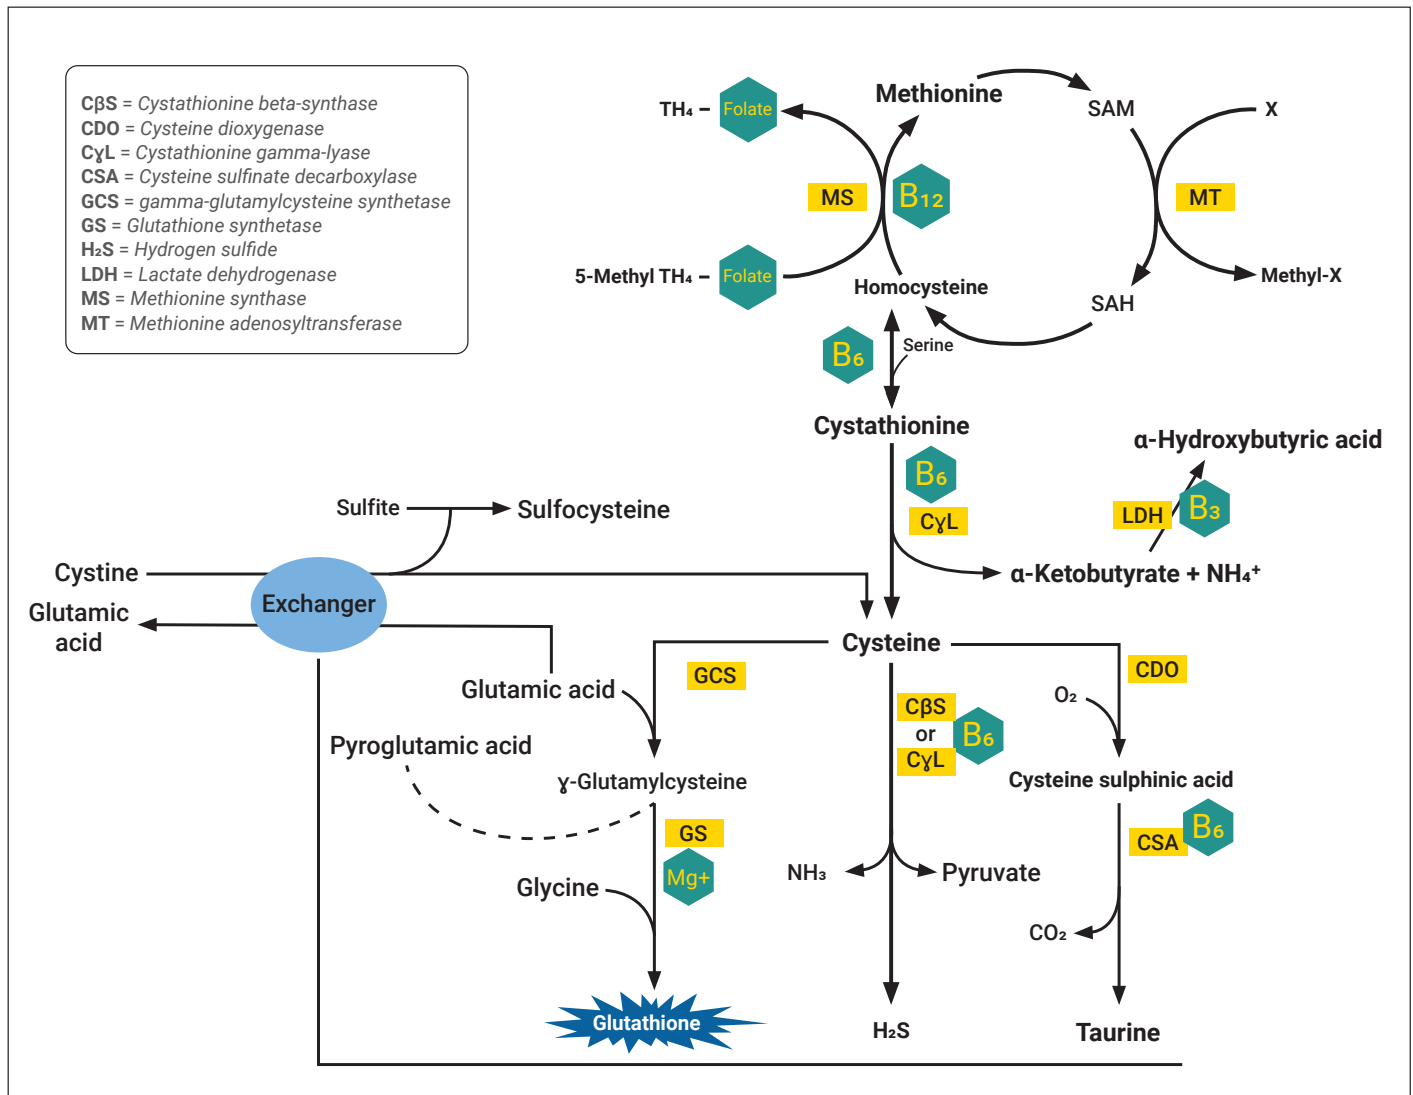 CβS = Cystathionine beta-synthase
CDO = Cysteine dioxygenase
CɣL = Cystathionine gamma-lyase
CSA = Cysteine sulfinate decarboxylase
GCS = gamma-glutamylcysteine synthetase
GS = Glutathione synthetase
H₂S = Hydrogen sulfide
LDH = Lactate dehydrogenase
MS = Methionine synthase
MT = Methionine adenosyltransferase
Methionine
SAM
X
TH₄ – Folate
MS
B₁₂
MT
5-Methyl TH₄ – Folate
Homocysteine
SAH
Methyl-X
B₆
Serine
Cystathionine
B₆
CɣL
α-Hydroxybutyric acid
LDH
B₃
α-Ketobutyrate + NH₄⁺
Sulfite
Sulfocysteine
Cystine
Exchanger
Glutamic
acid
Cysteine
GCS
Glutamic acid
Pyroglutamic acid
ɣ-Glutamylcysteine
GS
Mg+
Glycine
Glutathione
CβS
or
CɣL
B₆
NH₃
Pyruvate
H₂S
CDO
O₂
Cysteine sulphinic acid
CSA
B₆
CO₂
Taurine